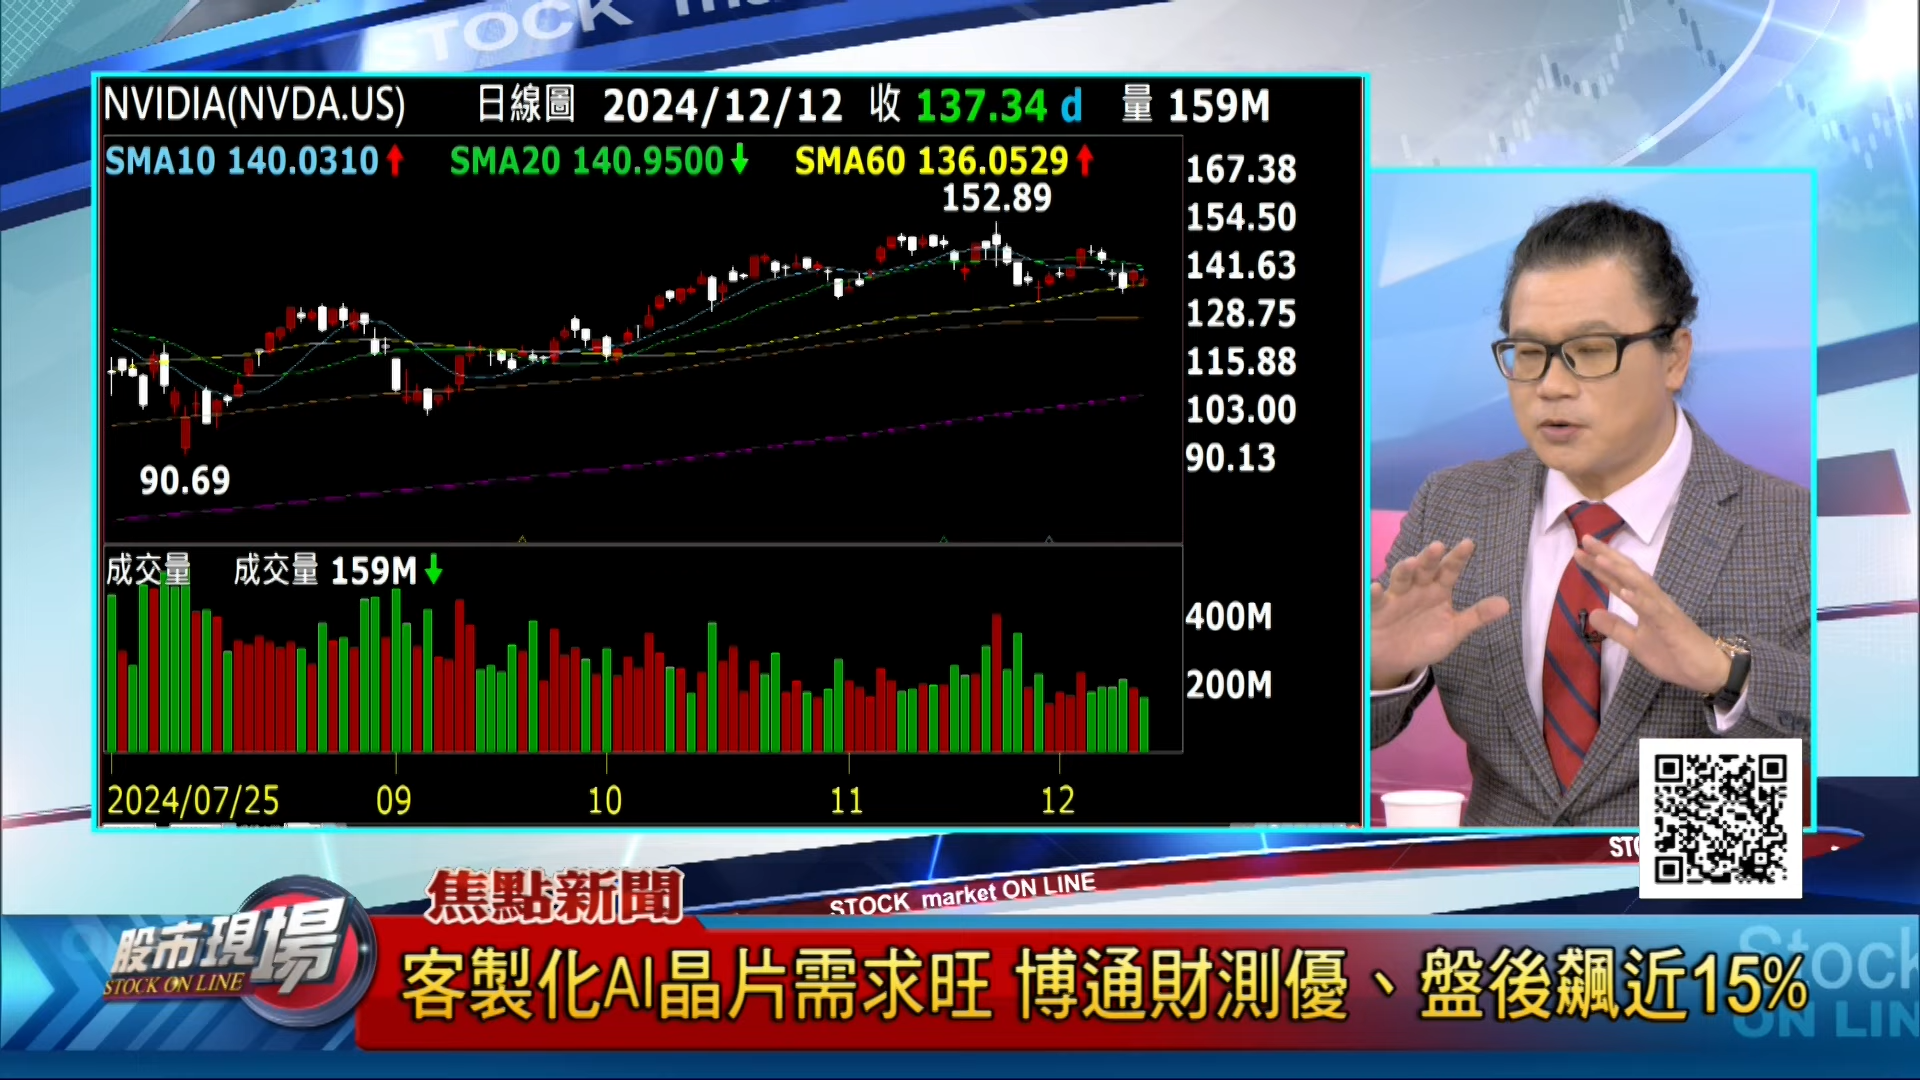 STOCK
NVIDIA(NVDA.US) 日線圖 2024/12/12 收 137.34 d 量 159M
SMA10 140.0310↑ SMA20 140.9500↓ SMA60 136.0529↑
167.38
152.89
154.50
141.63
128.75
115.88
103.00
90.13
90.69
成交量 成交量 159M↓
400M
200M
2024/07/25 09 10 11 12
STOCK market ON LINE
焦點新聞
股市現場
STOCK ON LINE
客製化AI晶片需求旺 博通財測優、盤後飆近15%